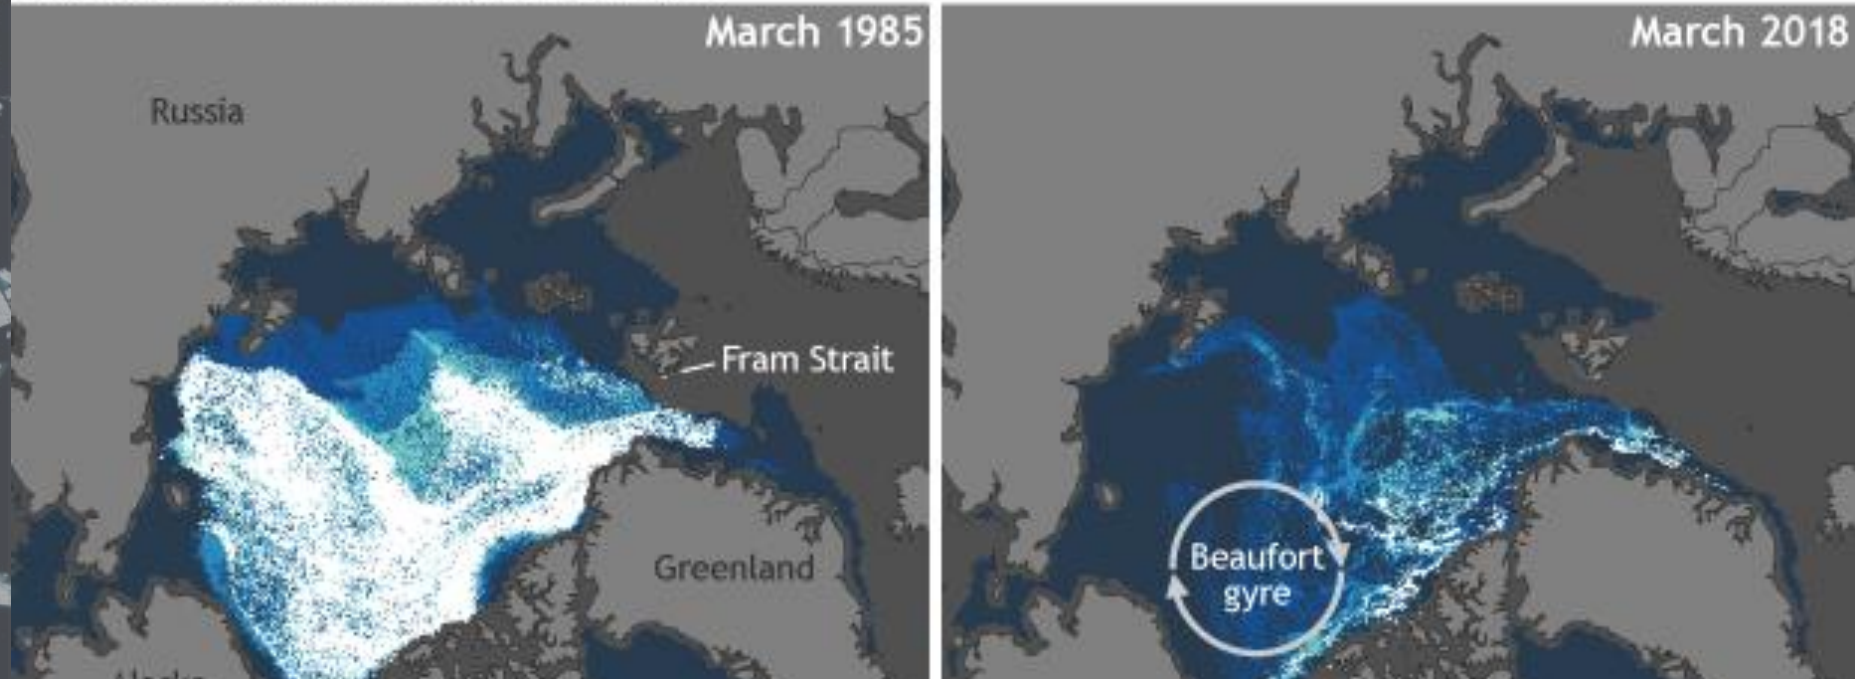 March 1985
March 2018
Russia
Fram Strait
Greenland
Beaufort
gyre